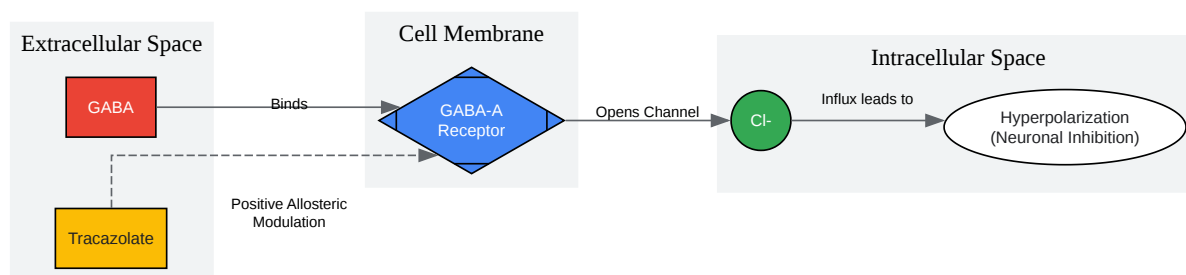 Extracellular Space
Cell Membrane
Intracellular Space
GABA
Binds
GABA-A
Receptor
Opens Channel
Cl-
Influx leads to
Hyperpolarization
(Neuronal Inhibition)
Positive Allosteric
Modulation
Tracazolate